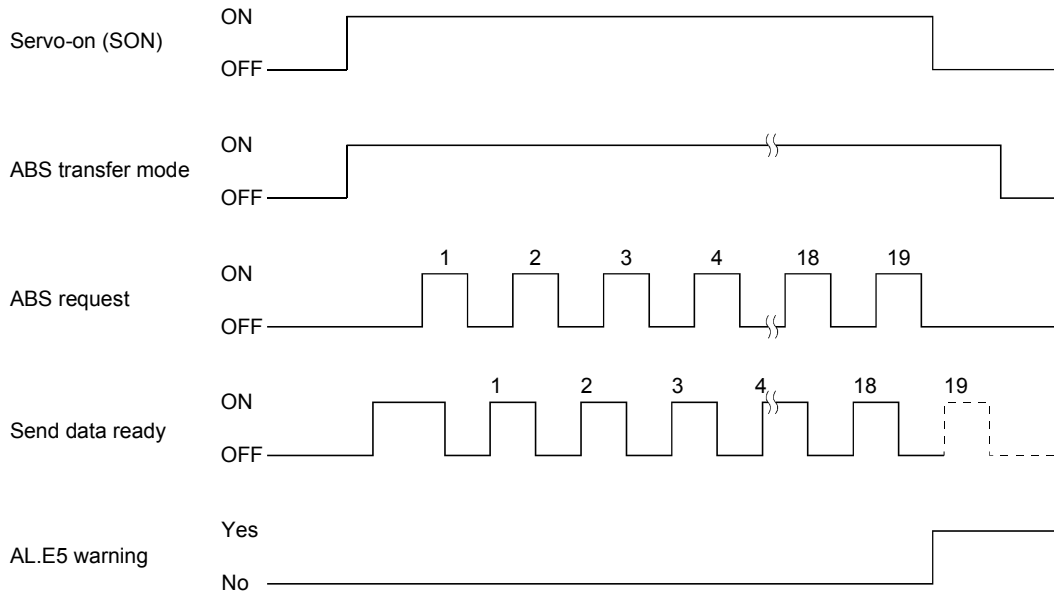 ON
Servo-on (SON)
OFF
ON
ABS transfer mode
OFF
1 2 3 4 18 19
ON
ABS request
OFF
1 2 3 4 18 19
ON
Send data ready
OFF
Yes
AL.E5 warning
No